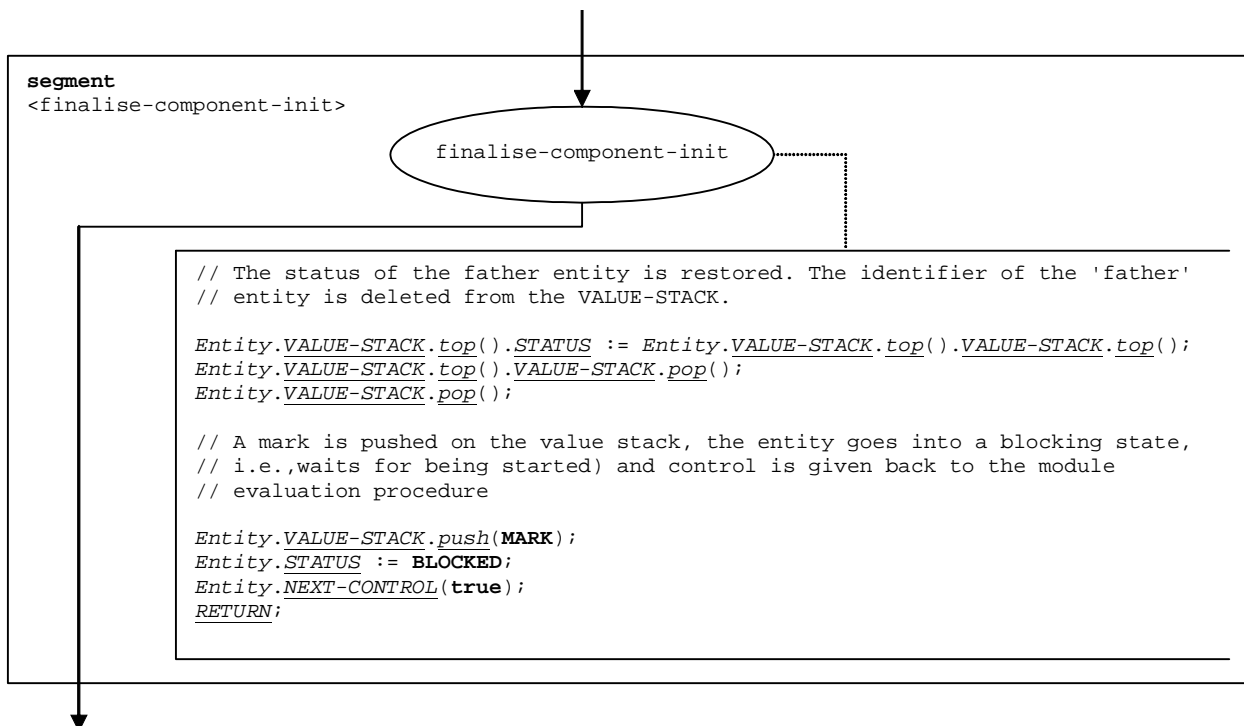 segment
<finalise-component-init>
finalise-component-init
// The status of the father entity is restored. The identifier of the 'father'
// entity is deleted from the VALUE-STACK.
Entity.VALUE-STACK.top().STATUS := Entity.VALUE-STACK.top().VALUE-STACK.top();
Entity.VALUE-STACK.top().VALUE-STACK.pop();
Entity.VALUE-STACK.pop();
// A mark is pushed on the value stack, the entity goes into a blocking state,
// i.e.,waits for being started) and control is given back to the module
// evaluation procedure
Entity.VALUE-STACK.push(MARK);
Entity.STATUS := BLOCKED;
Entity.NEXT-CONTROL(true);
RETURN;